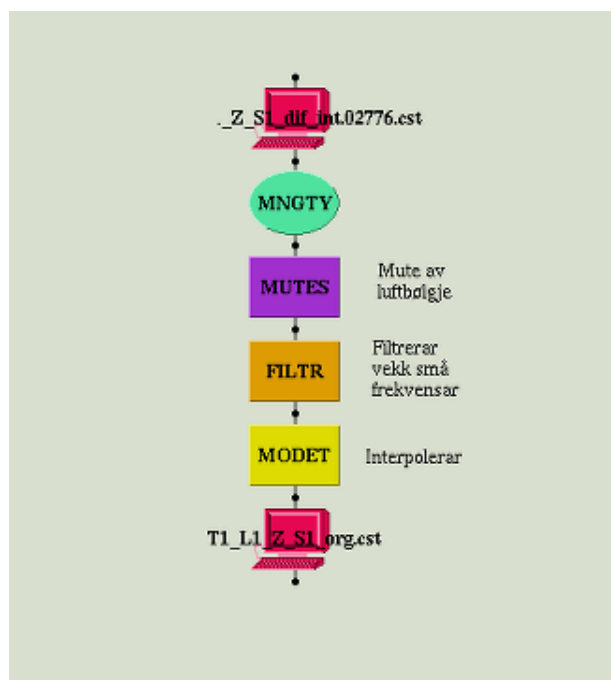 ._Z_S1_dif_int.02776.cst
MNGTY
MUTES
Mute av
luftbølgje
FILTR
Filtrerar
vekk små
frekvensar
MODET
Interpolerar
T1_L1_Z_S1_org.cst